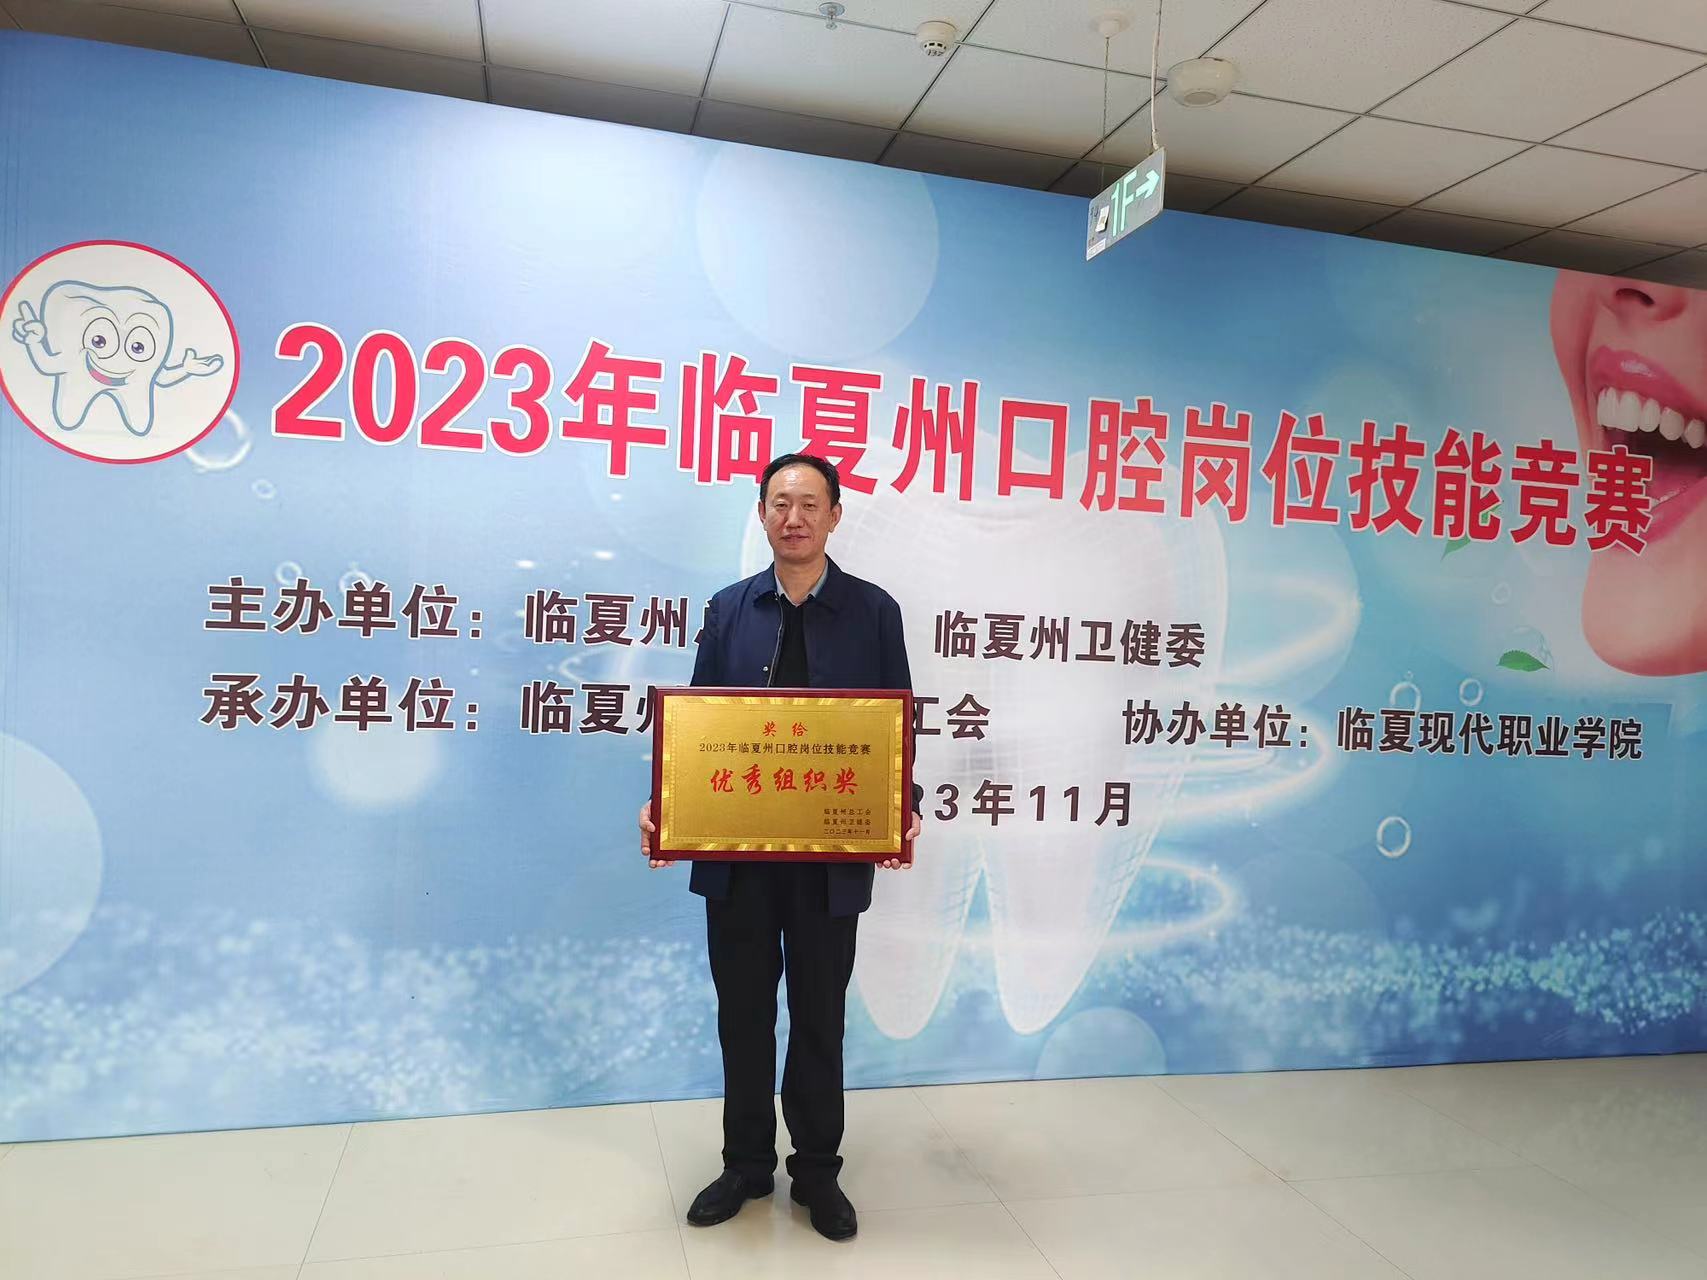 1F→
2023年临夏州口腔岗位技能竞赛
主办单位：临夏州 临夏州卫健委
承办单位：临夏 工会 协办单位：临夏现代职业学院
23年11月
奖给
2023年临夏州口腔岗位技能竞赛
优秀组织奖
临夏州总工会
临夏州卫健委
二〇二三年十一月